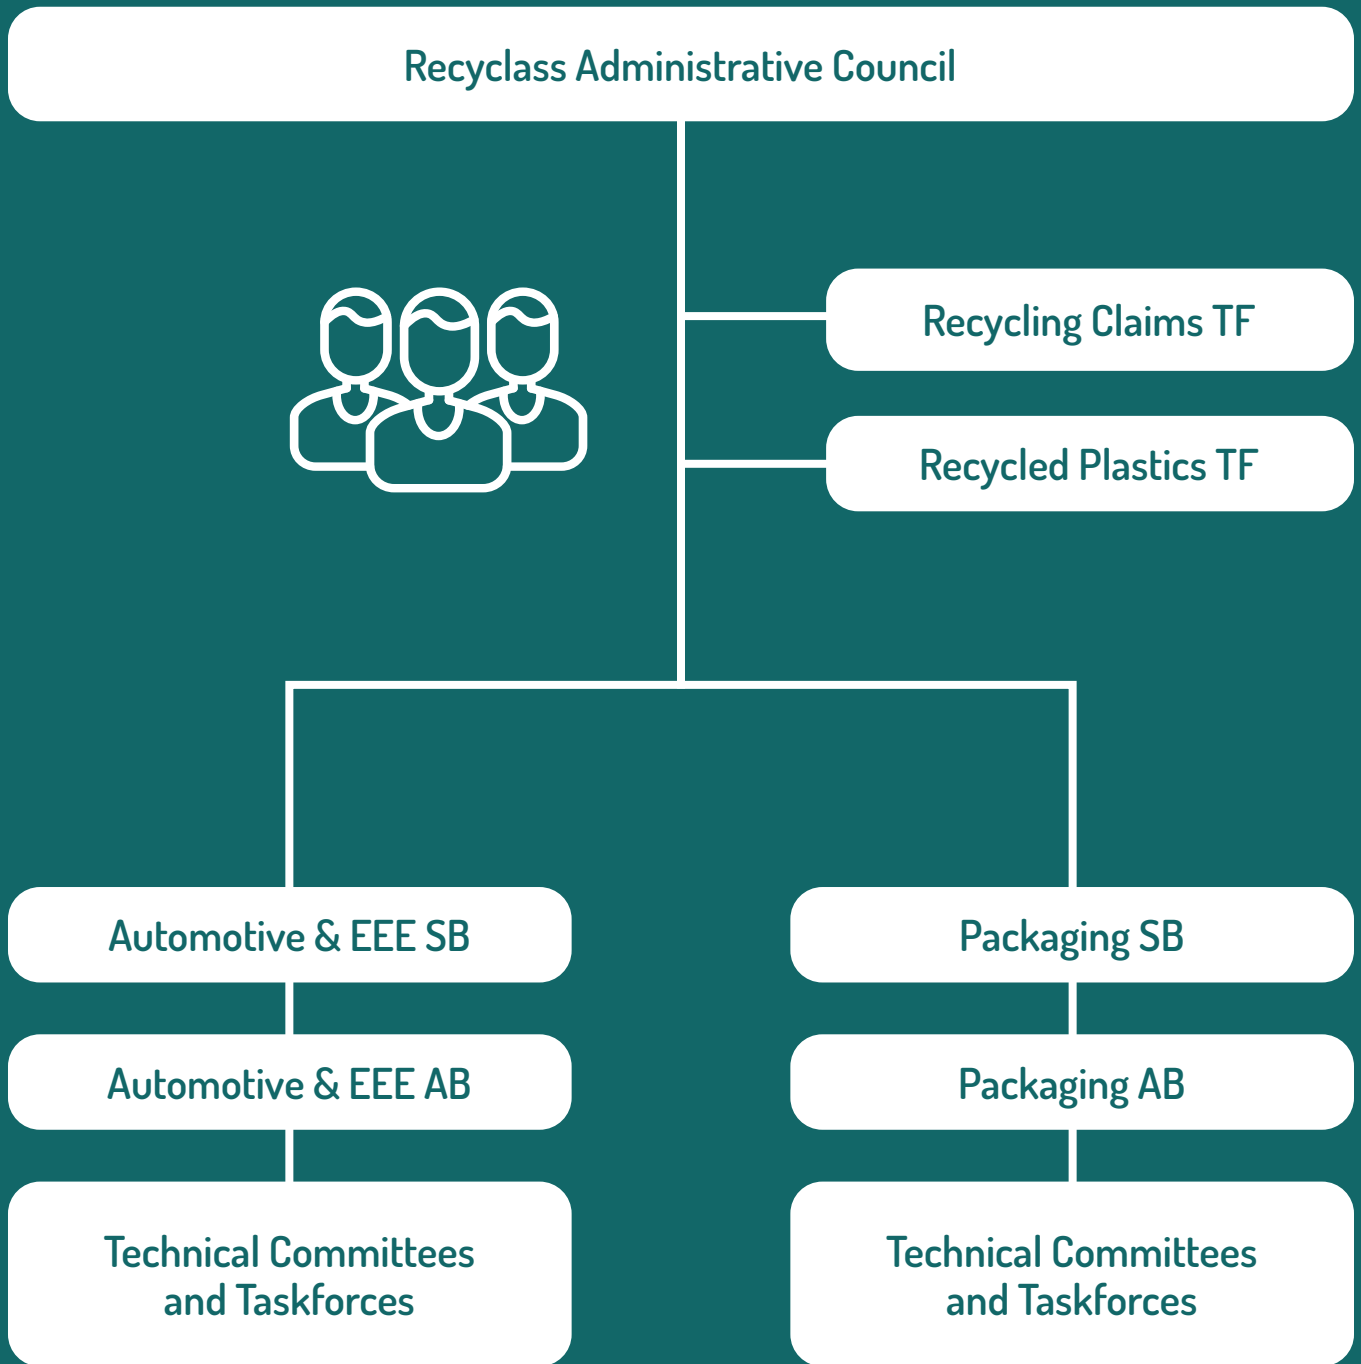 Recyclass Administrative Council
Recycling Claims TF
Recycled Plastics TF
Automotive & EEE SB
Packaging SB
Automotive & EEE AB
Packaging AB
Technical Committees
and Taskforces
Technical Committees
and Taskforces